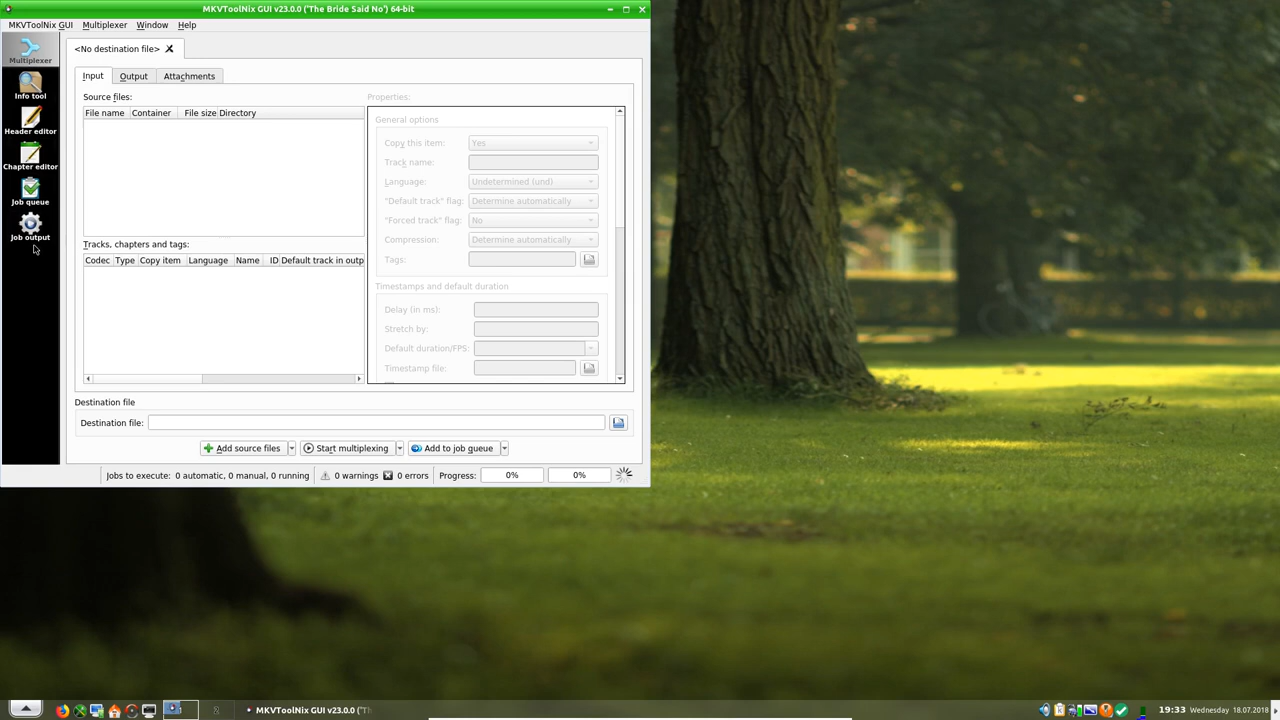 MKVToolNix GUI v23.0.0 ('The Bride Said No') 64-bit
MKVToolNix GUI Multiplexer Window Help
Multiplexer
Info tool
Header editor
Chapter editor
Job queue
Job output
<No destination file>
Input Output Attachments
Source files:
File name Container File size Directory
Tracks, chapters and tags:
Codec Type Copy item Language Name ID Default track in outp
Properties:
General options
Copy this item: Yes
Track name:
Language: Undetermined (und)
"Default track" flag: Determine automatically
"Forced track" flag: No
Compression: Determine automatically
Tags:
Timestamps and default duration
Delay (in ms):
Stretch by:
Default duration/FPS:
Timestamp file:
Destination file
Destination file:
Add source files Start multiplexing Add to job queue
Jobs to execute: 0 automatic, 0 manual, 0 running 0 warnings 0 errors Progress: 0% 0%
2 MKVToolNix GUI v23.0.0 ('Th 19:33 Wednesday 18.07.2018